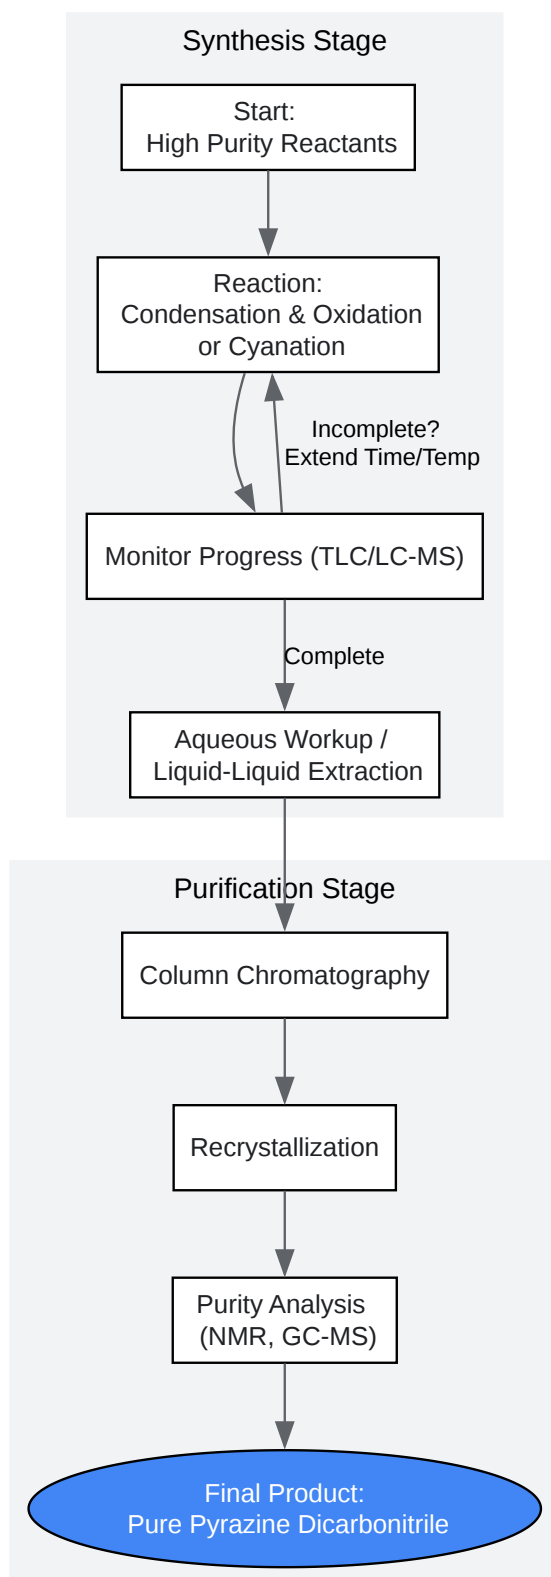 Synthesis Stage
Start:
High Purity Reactants
Reaction:
Condensation & Oxidation
or Cyanation
Incomplete?
Extend Time/Temp
Monitor Progress (TLC/LC-MS)
Complete
Aqueous Workup /
Liquid-Liquid Extraction
Purification Stage
Column Chromatography
Recrystallization
Purity Analysis
(NMR, GC-MS)
Final Product:
Pure Pyrazine Dicarbonitrile